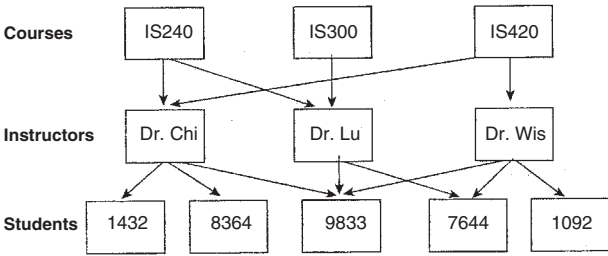 Courses IS240 IS300 IS420
Instructors Dr. Chi Dr. Lu Dr. Wis
Students 1432 8364 9833 7644 1092